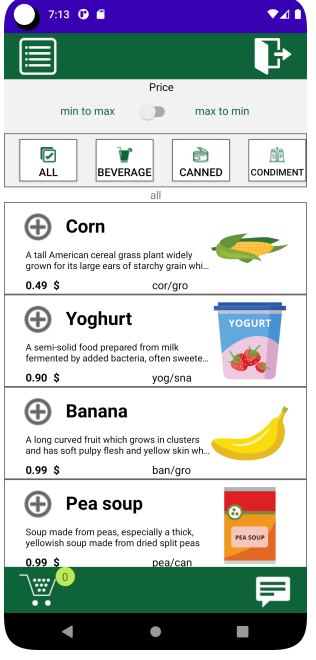 7:13
Price
min to max
max to min
ALL
BEVERAGE
CANNED
CONDIMENT
all
Corn
A tall American cereal grass plant widely
grown for its large ears of starchy grain whi...
0.49 $
cor/gro
Yoghurt
A semi-solid food prepared from milk
fermented by added bacteria, often sweete...
0.90 $
yog/sna
YOGURT
Banana
A long curved fruit which grows in clusters
and has soft pulpy flesh and yellow skin wh...
0.99 $
ban/gro
Pea soup
Soup made from peas, especially a thick,
yellowish soup made from dried split peas
0.99 $
pea/can
PEA SOUP
0